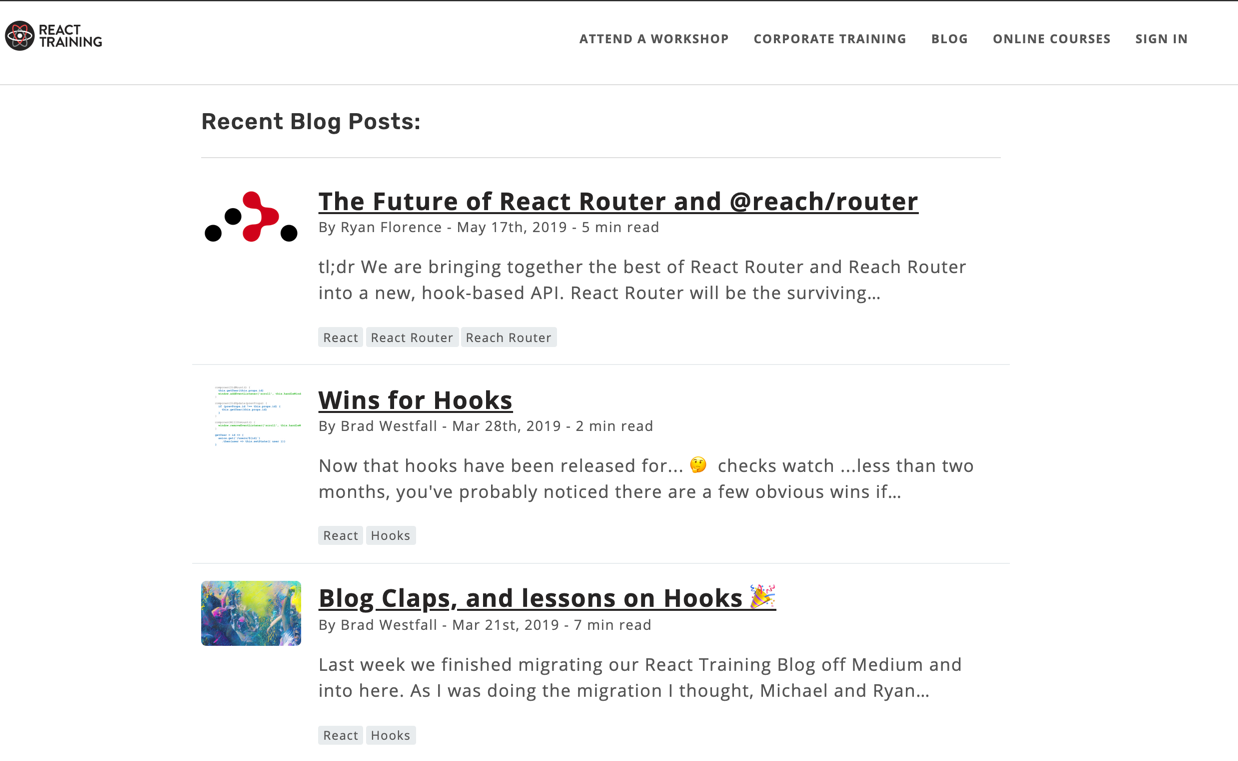 REACT
TRAINING
ATTEND A WORKSHOP
CORPORATE TRAINING
BLOG
ONLINE COURSES
SIGN IN
Recent Blog Posts:
The Future of React Router and @reach/router
By Ryan Florence - May 17th, 2019 - 5 min read
tl;dr We are bringing together the best of React Router and Reach Router
into a new, hook-based API. React Router will be the surviving…
React
React Router
Reach Router
Wins for Hooks
By Brad Westfall - Mar 28th, 2019 - 2 min read
Now that hooks have been released for... 🤔 checks watch ...less than two
months, you've probably noticed there are a few obvious wins if…
React
Hooks
Blog Claps, and lessons on Hooks 🎉
By Brad Westfall - Mar 21st, 2019 - 7 min read
Last week we finished migrating our React Training Blog off Medium and
into here. As I was doing the migration I thought, Michael and Ryan…
React
Hooks